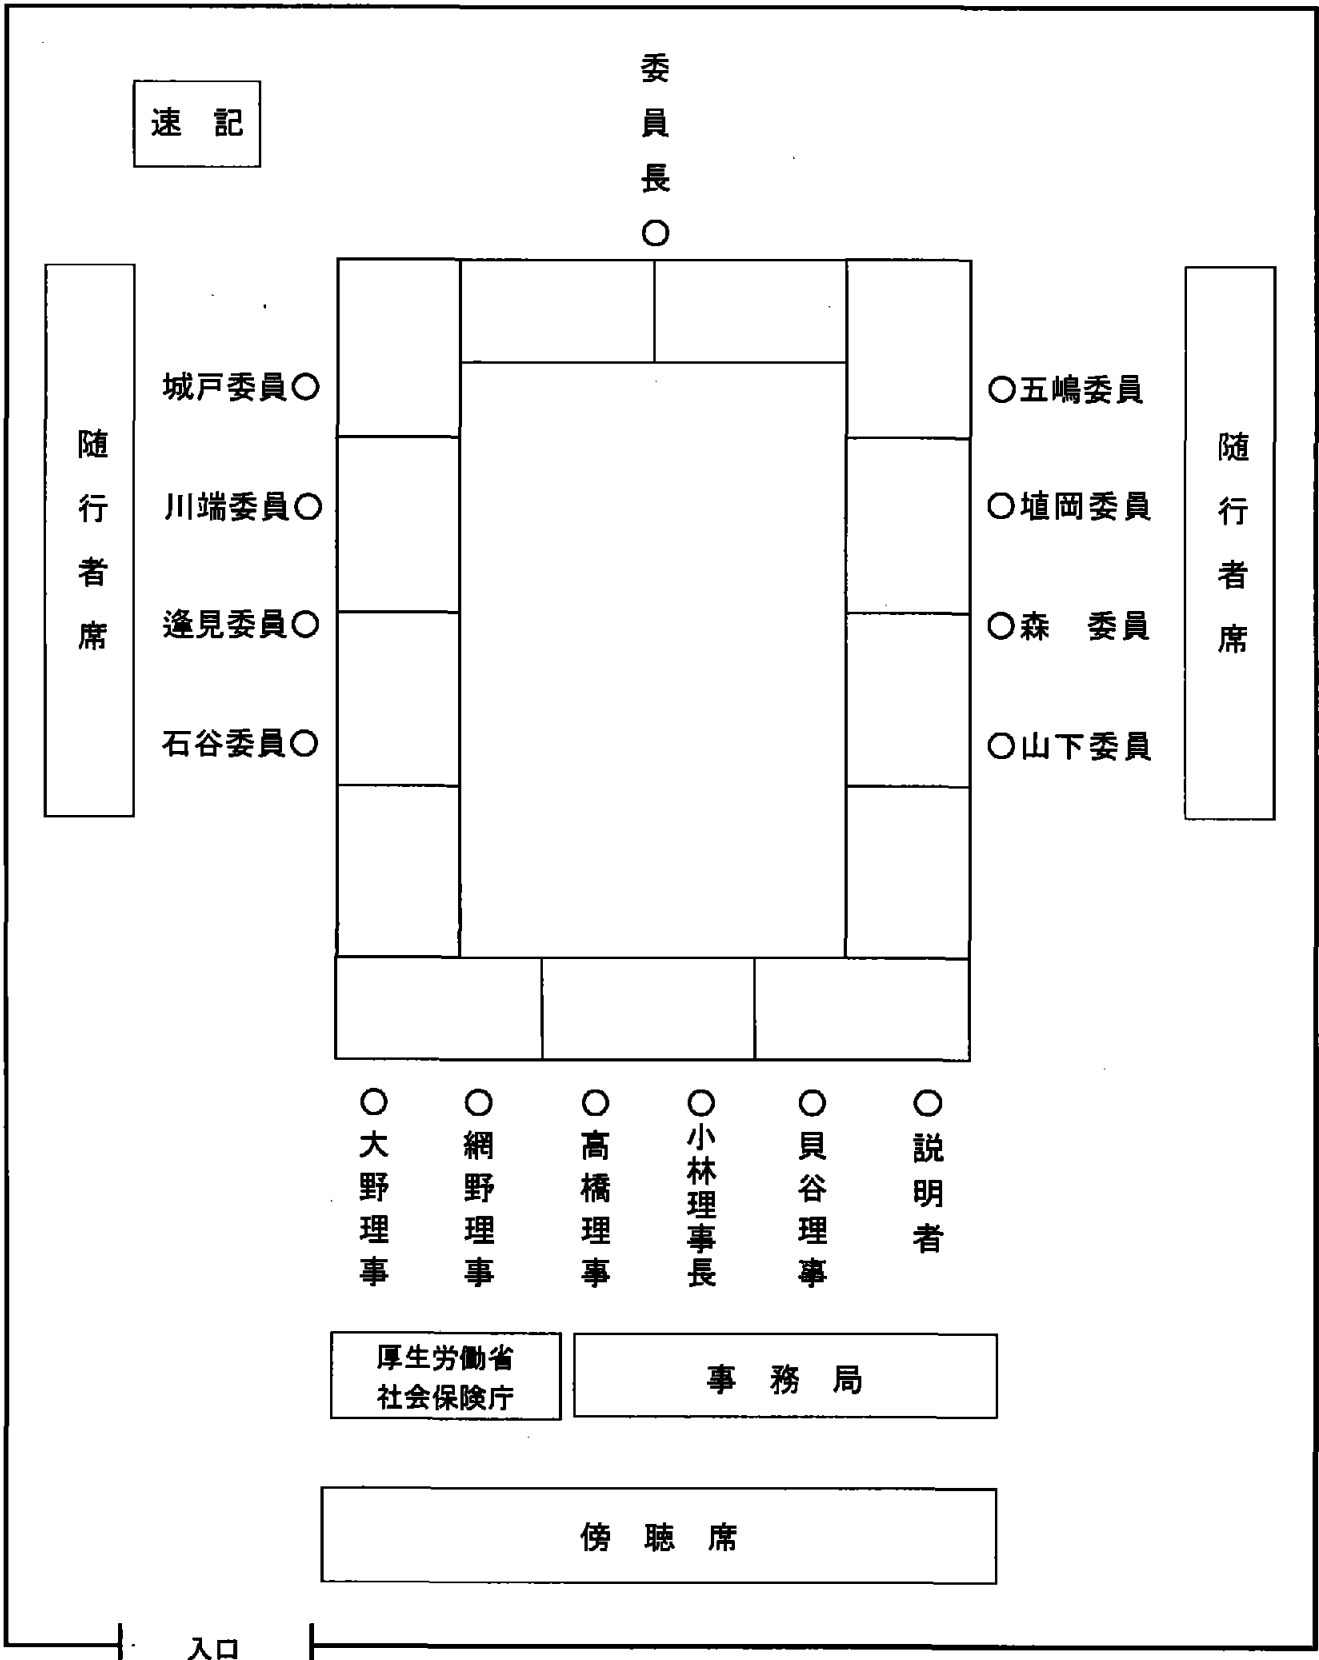 委員長○
速 記
随行者席
城戸委員○
川端委員○
逢見委員○
石谷委員○
○五嶋委員
○埴岡委員
○森 委員
○山下委員
随行者席
○大野理事
○網野理事
○高橋理事
○小林理事長
○貝谷理事
○説明者
厚生労働省
社会保険庁
事 務 局
傍 聴 席
入口